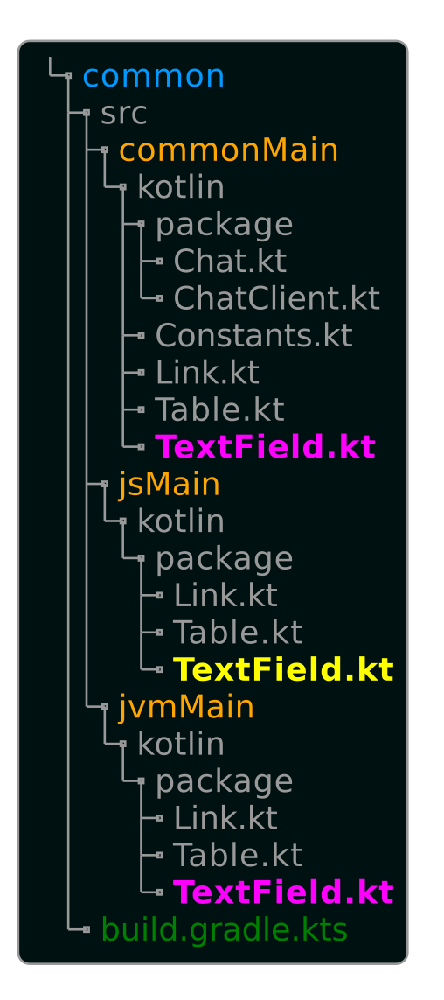 common
src
commonMain
kotlin
package
Chat.kt
ChatClient.kt
Constants.kt
Link.kt
Table.kt
TextField.kt
jsMain
kotlin
package
Link.kt
Table.kt
TextField.kt
jvmMain
kotlin
package
Link.kt
Table.kt
TextField.kt
build.gradle.kts